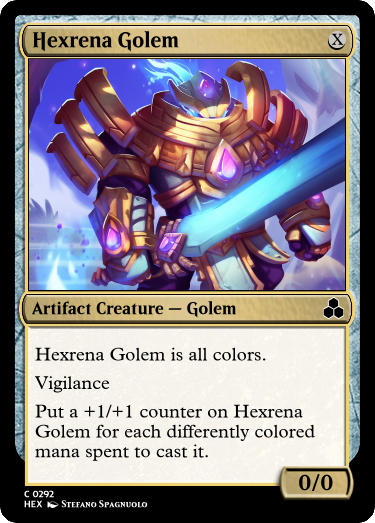 Hexrena Golem X
Artifact Creature — Golem
Hexrena Golem is all colors.
Vigilance
Put a +1/+1 counter on Hexrena
Golem for each differently colored
mana spent to cast it.
0/0
C 0292
HEX Stefano Spagnuolo